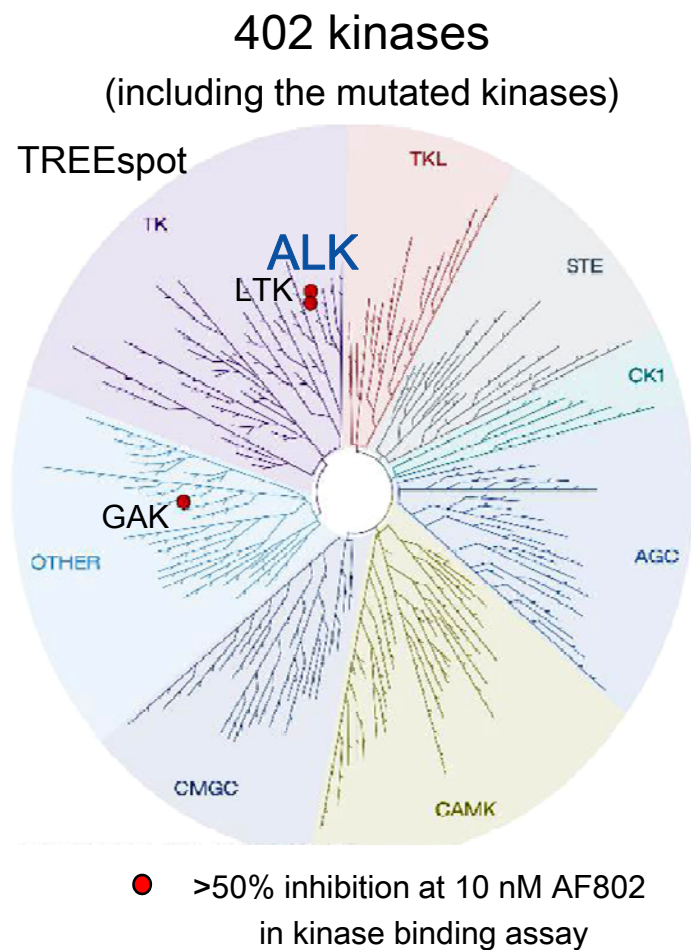 402 kinases
(including the mutated kinases)
TREEspot
TKL
TK
ALK
STE
LTK
CK1
GAK
OTHER
AGC
CMGC
CAMK
>50% inhibition at 10 nM AF802
in kinase binding assay